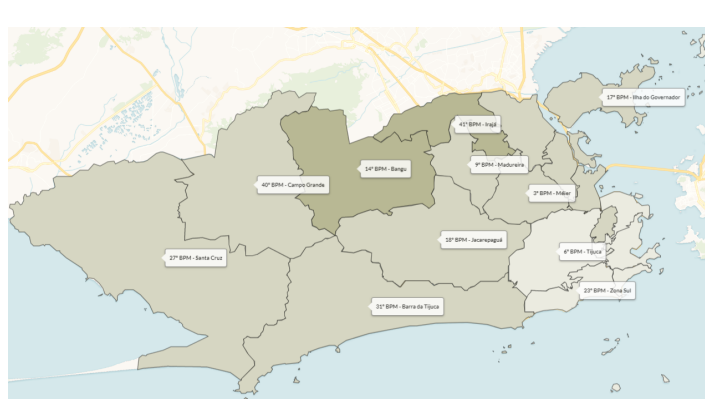 17º BPM - Ilha do Governador
41º BPM - Irajá
9º BPM - Madureira
14º BPM - Bangu
40º BPM - Campo Grande
3º BPM - Méier
18º BPM - Jacarepaguá
6º BPM - Tijuca
27º BPM - Santa Cruz
23º BPM - Zona Sul
31º BPM - Barra da Tijuca